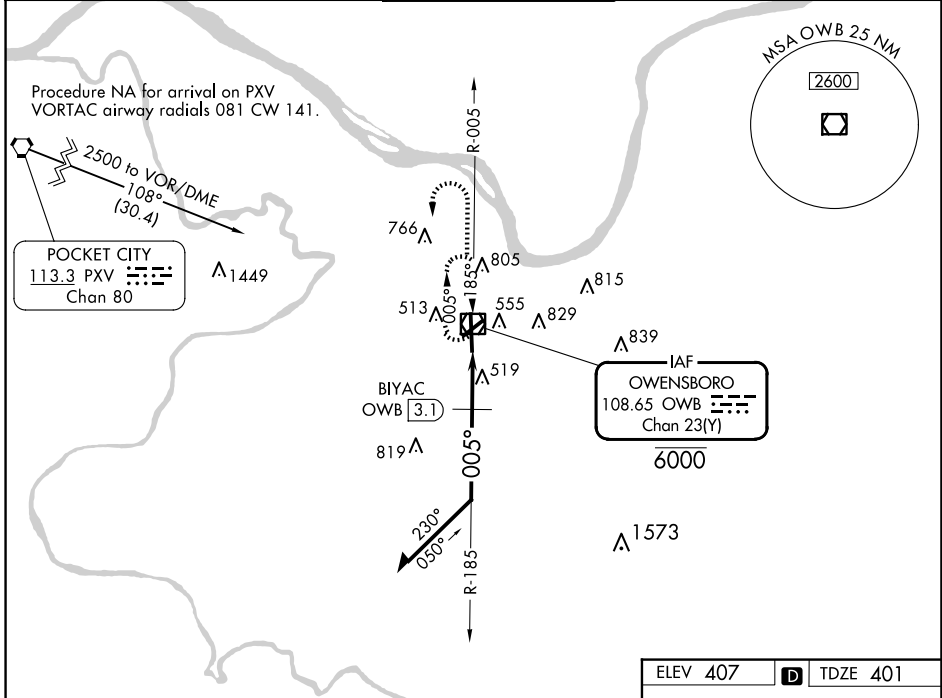 MSA OWB 25 NM
2600
Procedure NA for arrival on PXV
VORTAC airway radials 081 CW 141.
R-005
2500 to VOR/DME
108°
(30.4)
POCKET CITY
113.3 PXV
Chan 80
1449
766
805
185°
815
005°
513
555
829
839
519
IAF
OWENSBORO
108.65 OWB
Chan 23(Y)
6000
BIYAC
OWB 3.1
819
005°
230°
050°
1573
R-185
ELEV 407 D TDZE 401